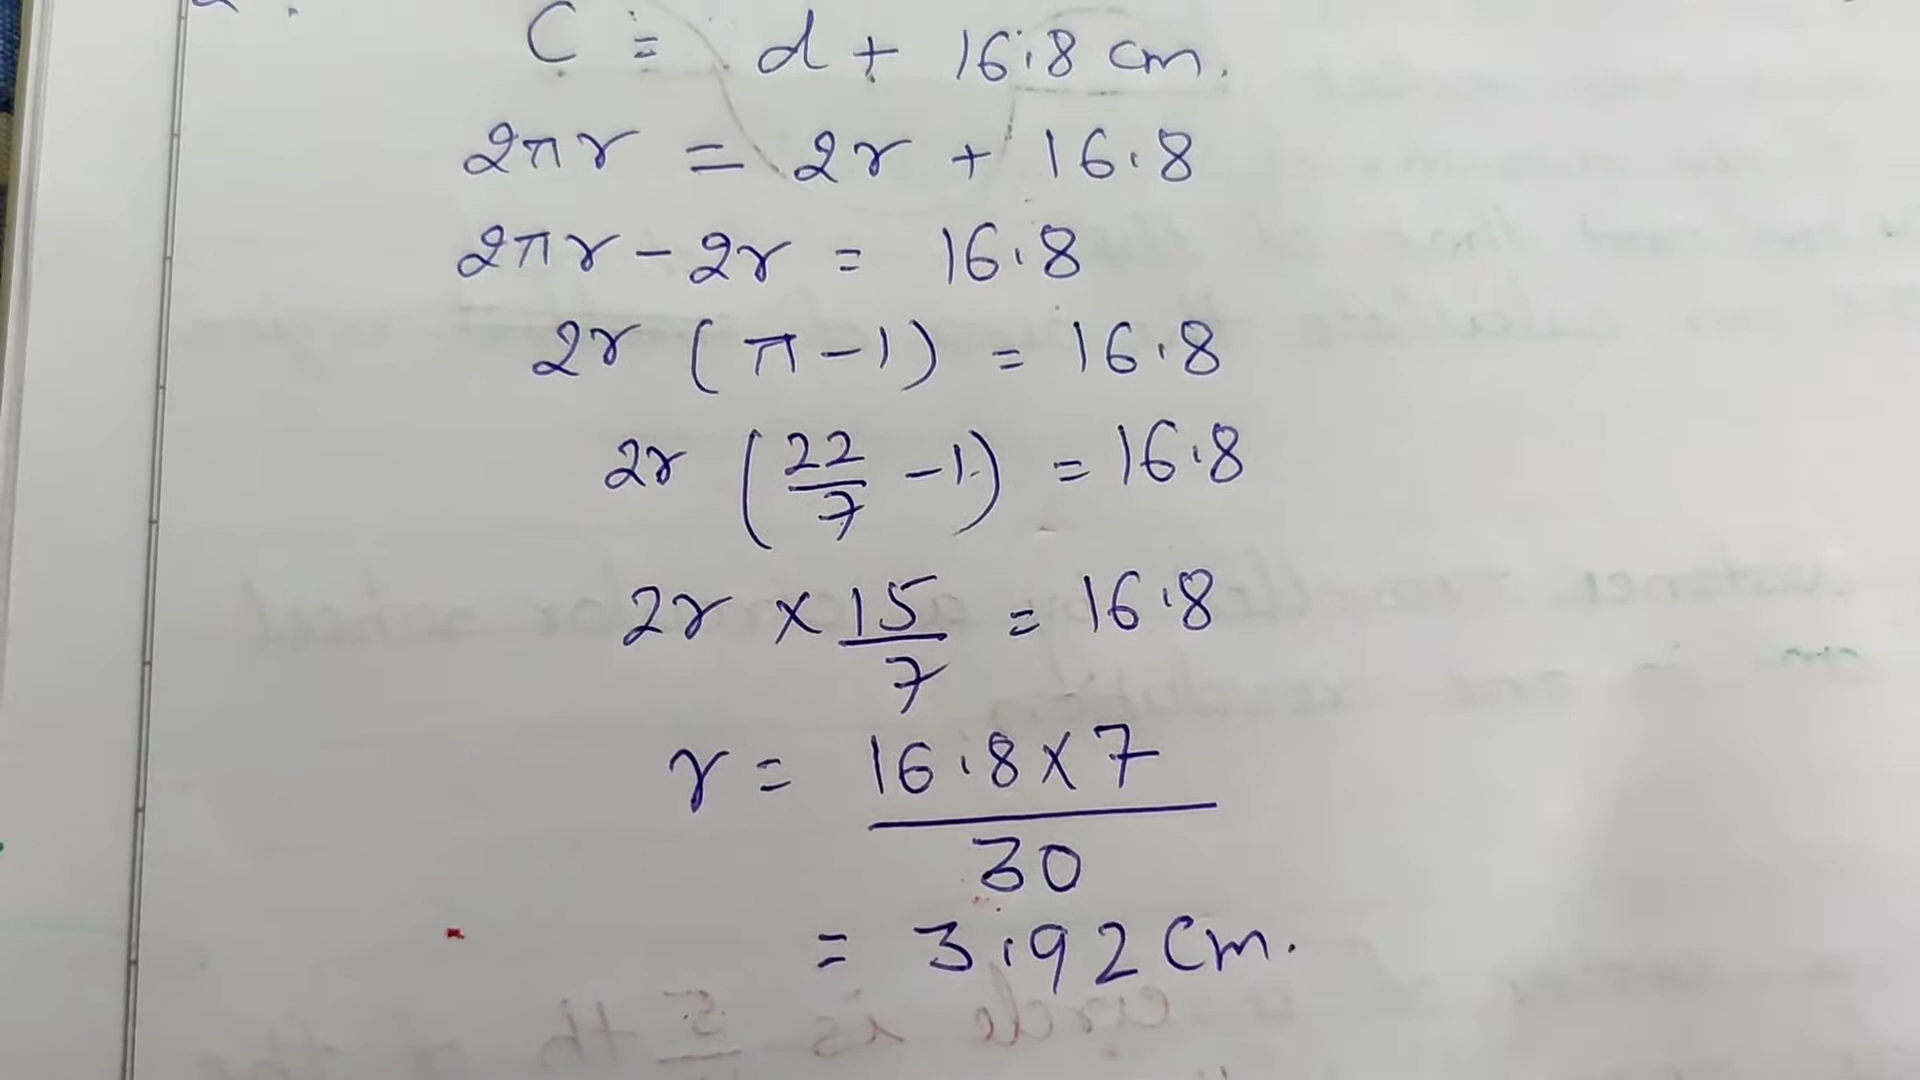 C = d + 16.8 cm.
2πr = 2r + 16.8
2πr - 2r = 16.8
2r (π - 1) = 16.8
2r (22/7 - 1) = 16.8
2r × 15/7 = 16.8
r = 16.8 × 7 / 30
= 3.92 cm.